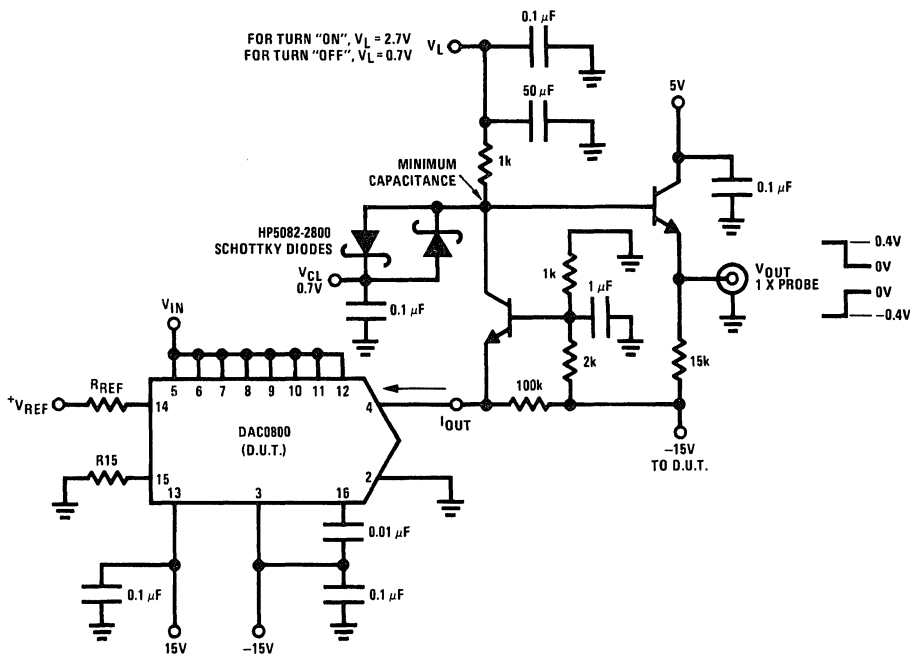 0.1 μF
FOR TURN "ON", VL = 2.7V
FOR TURN "OFF", VL = 0.7V
VL
50 μF
5V
1k
MINIMUM
CAPACITANCE
0.1 μF
HP5082-2800
SCHOTTKY DIODES
VCL
0.7V
0.1 μF
1k
1 μF
2k
VOUT
1 X PROBE
0.4V
0V
0V
-0.4V
VIN
15k
5 6 7 8 9 10 11 12
+VREF
RREF
14
4
100k
IOUT
DAC0800
(D.U.T.)
-15V
TO D.U.T.
R15
15
13
3
16
2
0.01 μF
0.1 μF
0.1 μF
15V
-15V